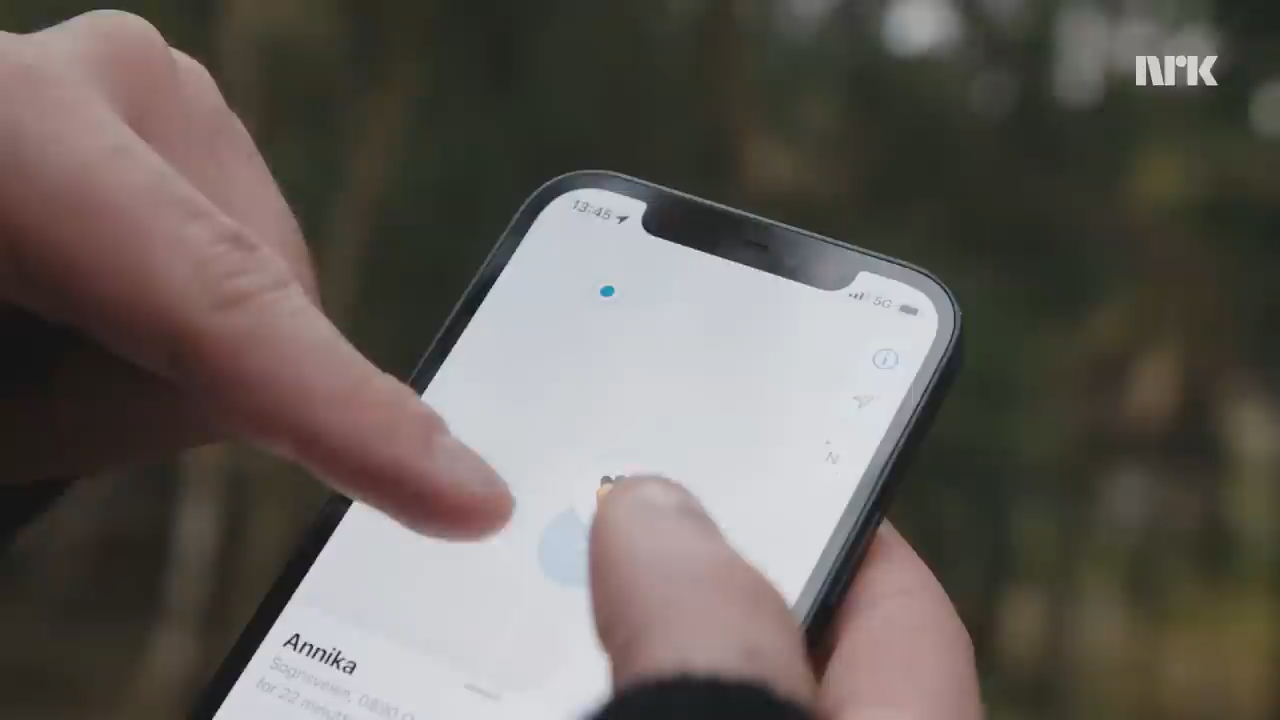 NRK
13:45
5G
N
Annika
Sognsveien, 0890 O
for 22 minutt